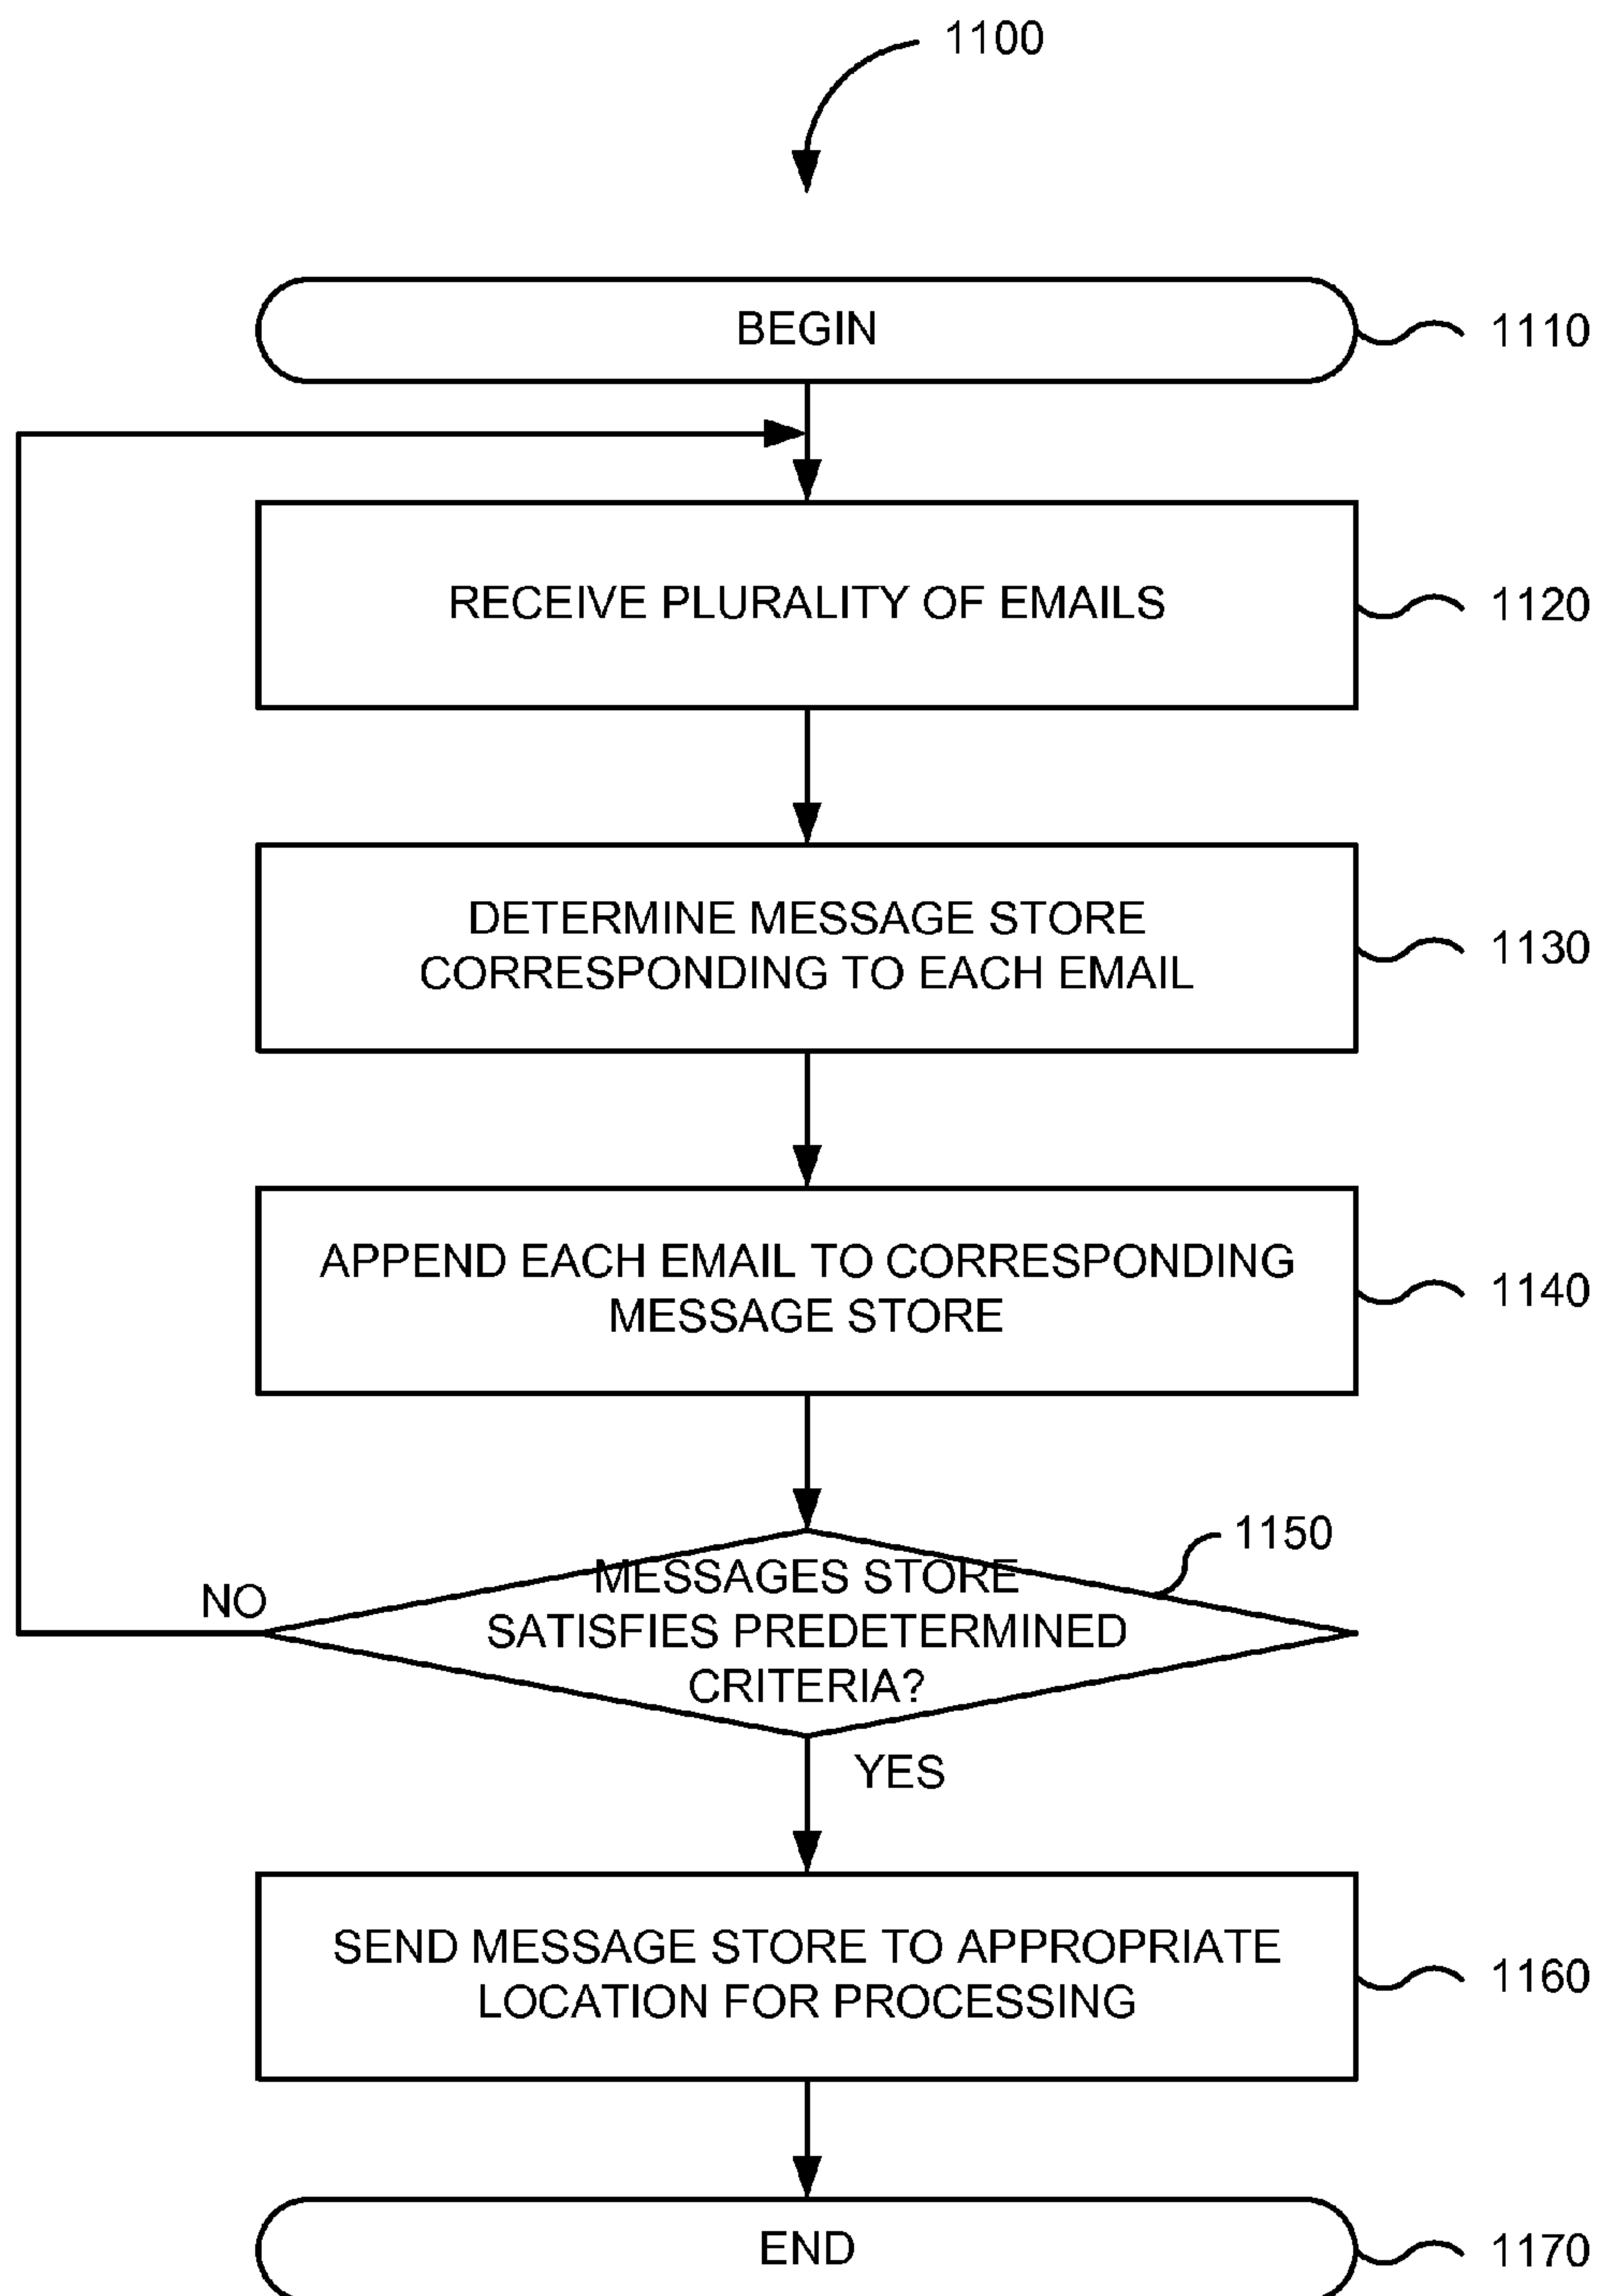 1100
BEGIN
1110
RECEIVE PLURALITY OF EMAILS
1120
DETERMINE MESSAGE STORE
CORRESPONDING TO EACH EMAIL
1130
APPEND EACH EMAIL TO CORRESPONDING
MESSAGE STORE
1140
1150
MESSAGES STORE
SATISFIES PREDETERMINED
CRITERIA?
NO
YES
SEND MESSAGE STORE TO APPROPRIATE
LOCATION FOR PROCESSING
1160
END
1170